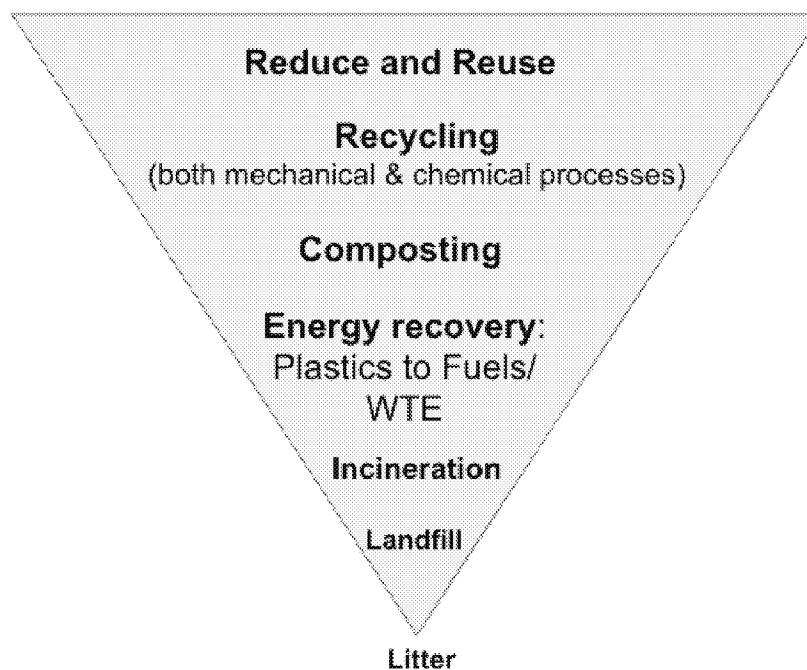 Reduce and Reuse
Recycling
(both mechanical & chemical processes)
Composting
Energy recovery:
Plastics to Fuels/
WTE
Incineration
Landfill
Litter